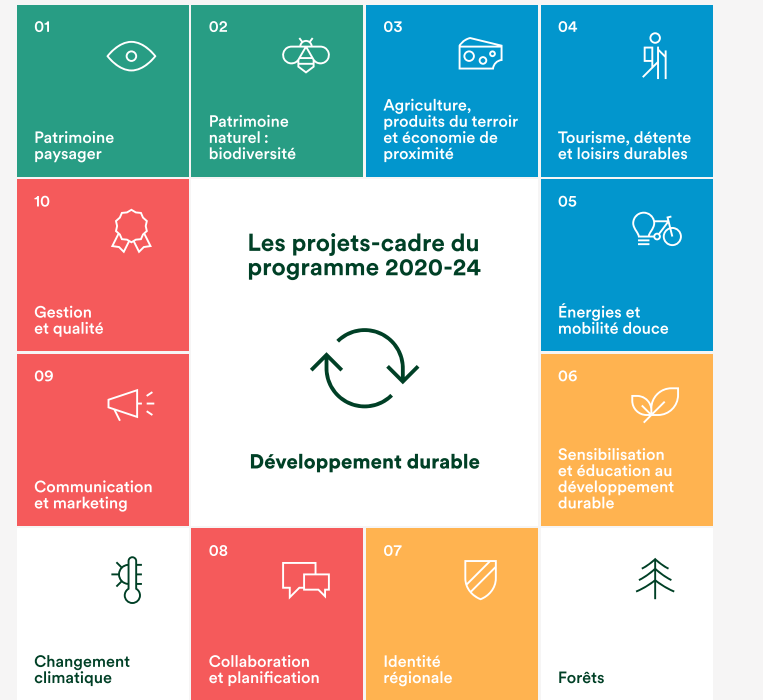 01
Patrimoine
paysager
02
Patrimoine
naturel :
biodiversité
03
Agriculture,
produits du terroir
et économie de
proximité
04
Tourisme, détente
et loisirs durables
10
Gestion
et qualité
Les projets-cadre du
programme 2020-24
Développement durable
05
Énergies et
mobilité douce
09
Communication
et marketing
06
Sensibilisation
et éducation au
développement
durable
Changement
climatique
08
Collaboration
et planification
07
Identité
régionale
Forêts